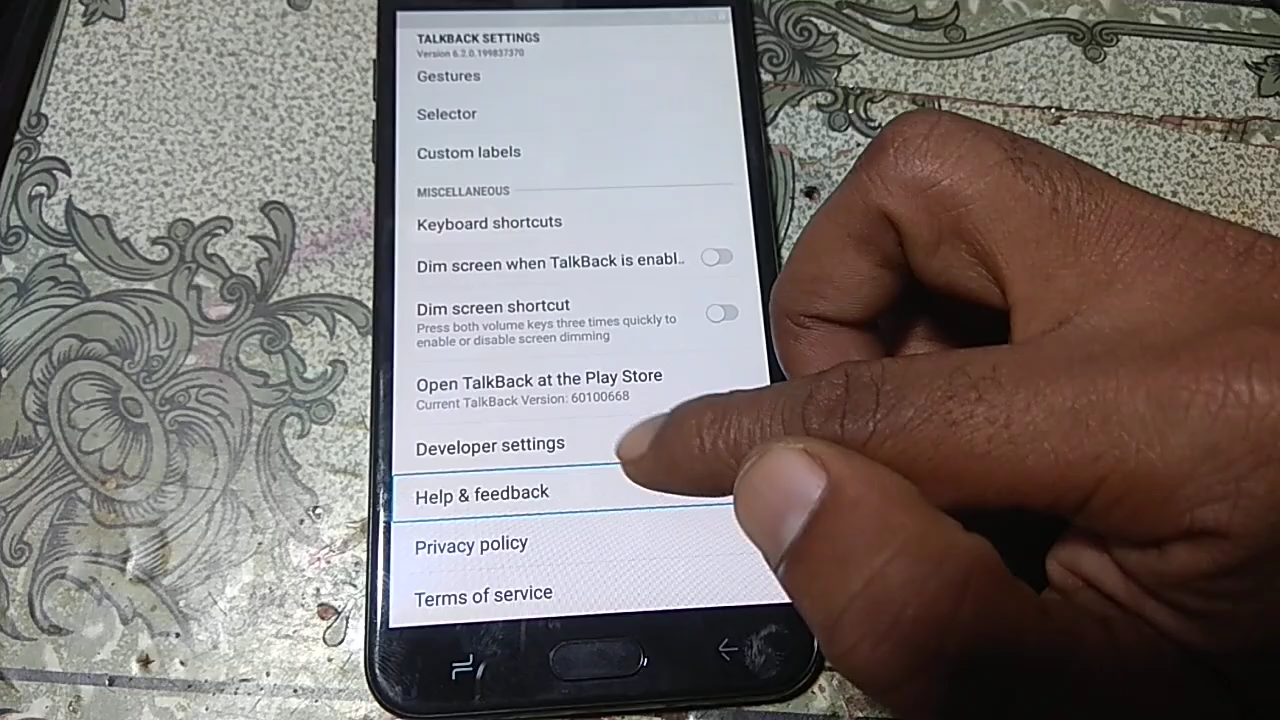 TALKBACK SETTINGS
Version 6.2.0.199837370
Gestures
Selector
Custom labels
MISCELLANEOUS
Keyboard shortcuts
Dim screen when TalkBack is enabl..
Dim screen shortcut
Press both volume keys three times quickly to
enable or disable screen dimming
Open TalkBack at the Play Store
Current TalkBack Version: 60100668
Developer settings
Help & feedback
Privacy policy
Terms of service